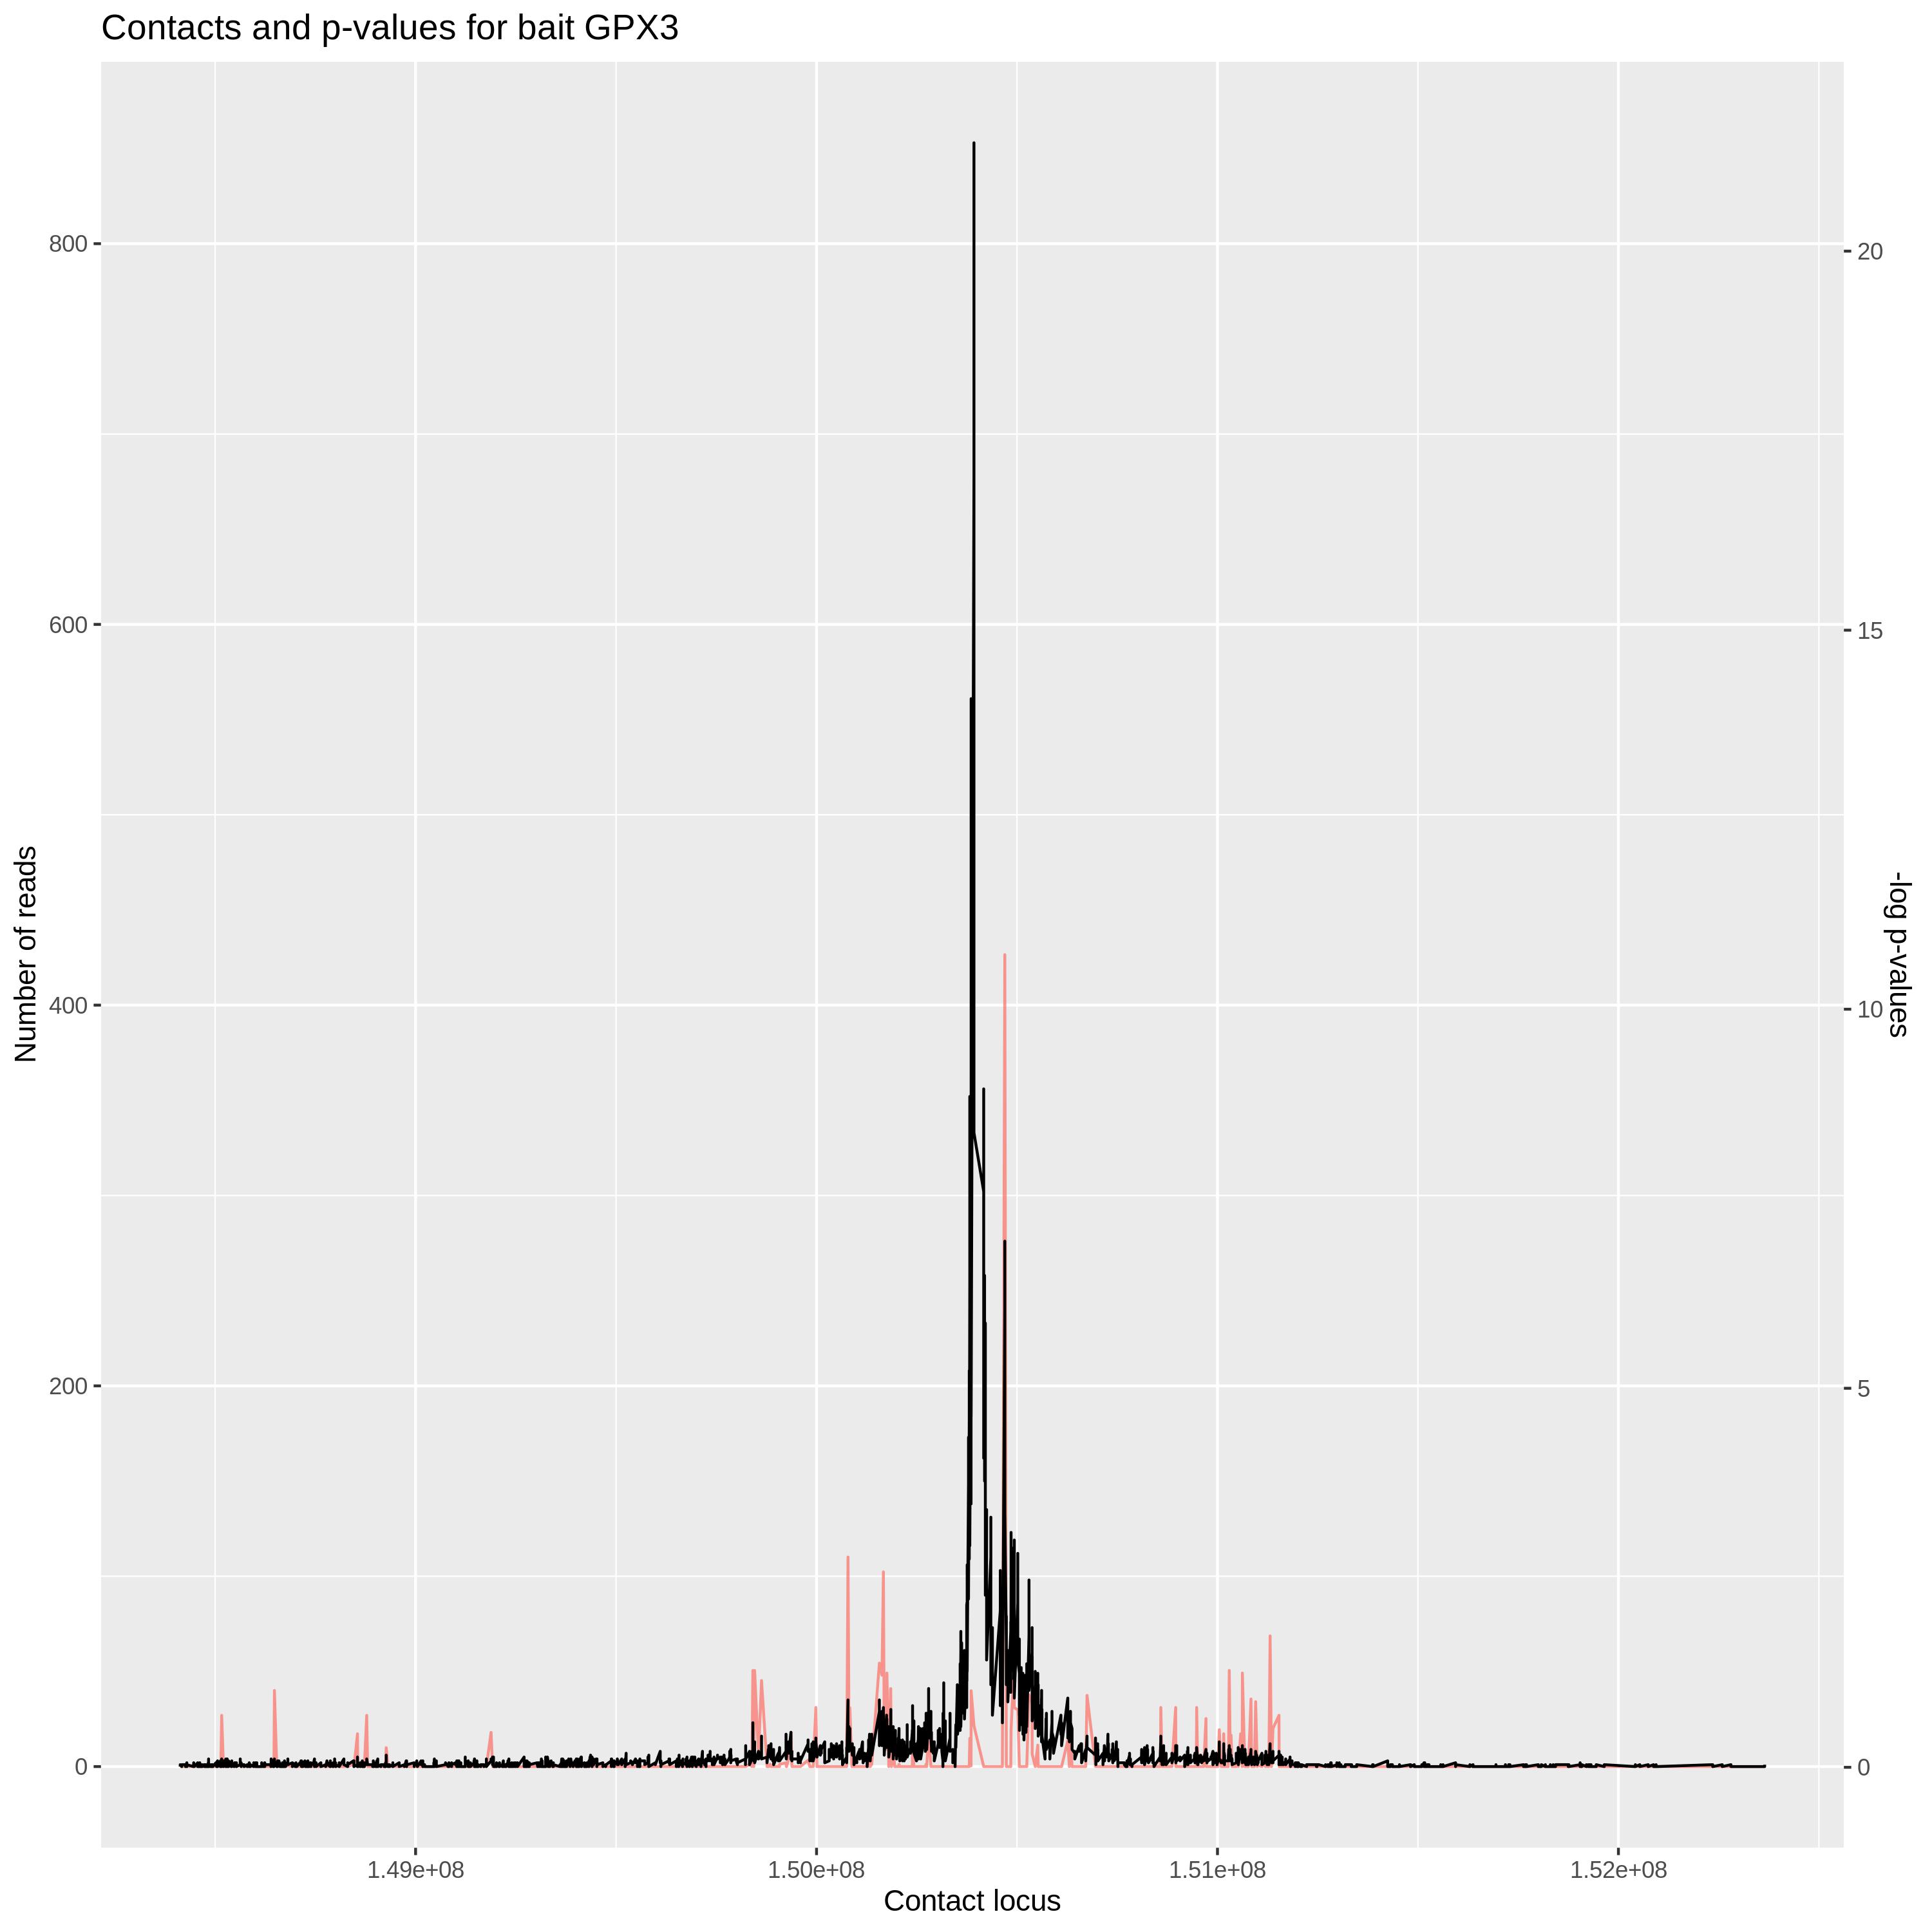 Contacts and p-values for bait GPX3
800
600
400
200
0
Number of reads
20
15
10
5
0
-log p-values
1.49e+08
1.50e+08
1.51e+08
1.52e+08
Contact locus